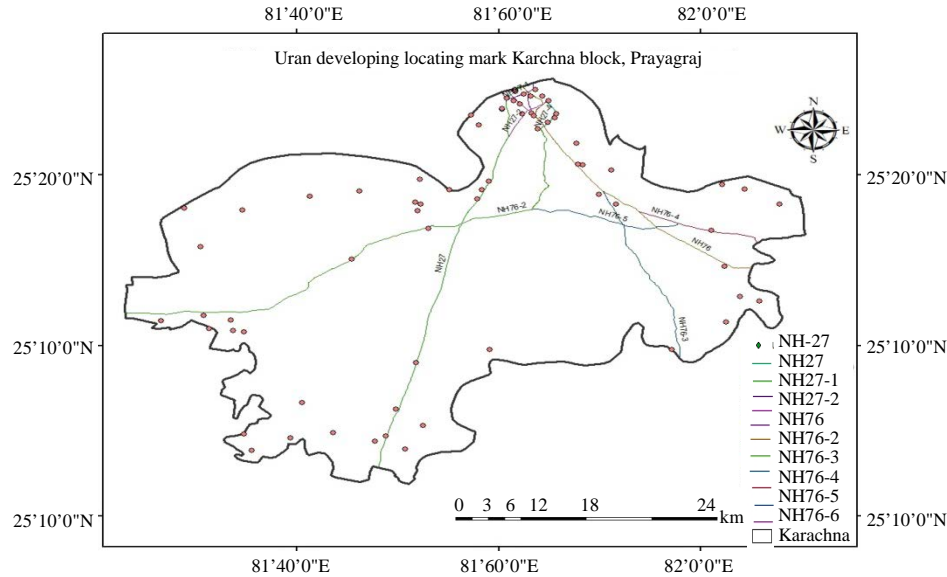 81°40'0"E 81°60'0"E 82°0'0"E
Uran developing locating mark Karchna block, Prayagraj
N
W E
S
NH27-2
25°20'0"N 25°20'0"N
NH76-2
NH76-5
NH76-4
NH76
NH27
NH76-3
25°10'0"N 25°10'0"N
NH-27
NH27
NH27-1
NH27-2
NH76
NH76-2
NH76-3
NH76-4
NH76-5
NH76-6
Karachna
0 3 6 12 18 24
km
25°10'0"N 25°10'0"N
81°40'0"E 81°60'0"E 82°0'0"E